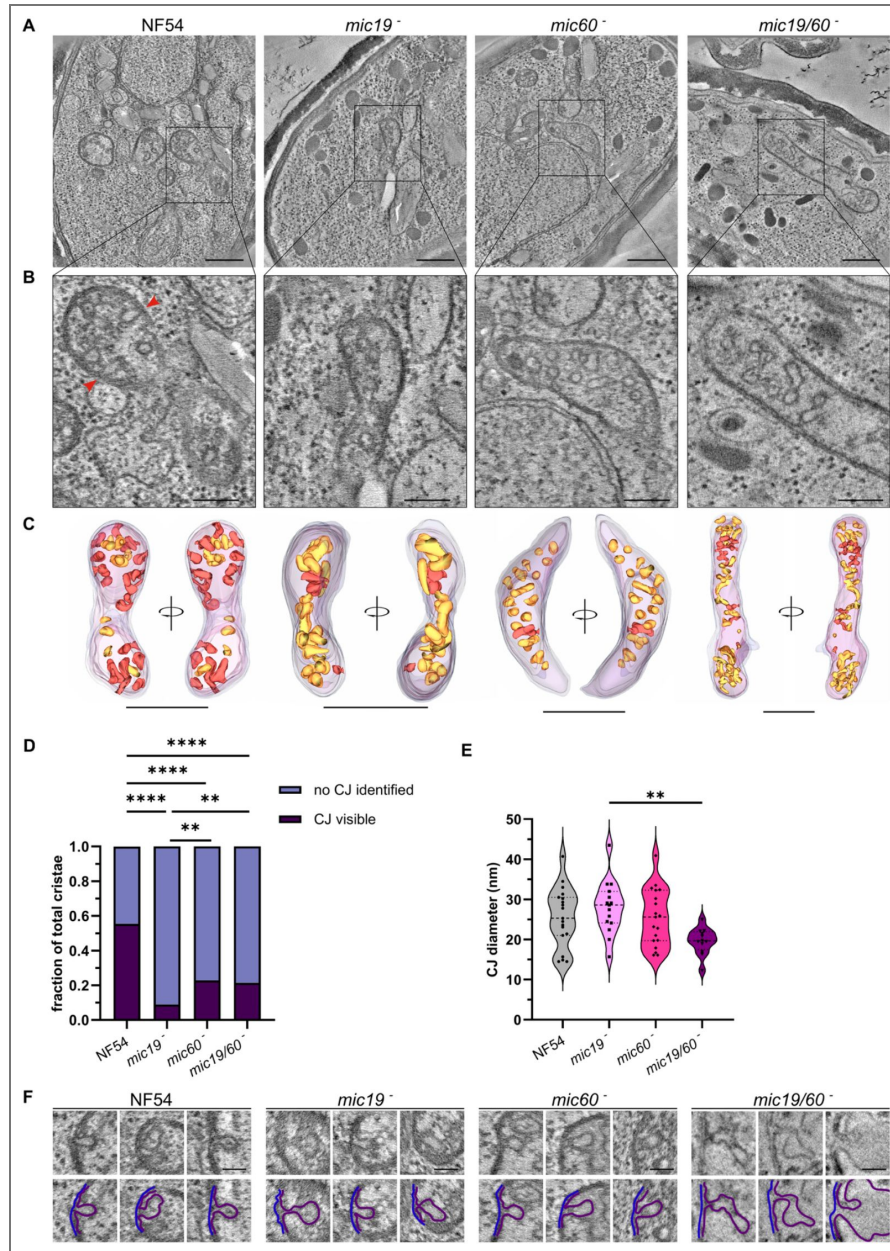 A NF54 mic19⁻ mic60⁻ mic19/60⁻
B
C
D
**** 
****
**** **
**
no CJ identified
CJ visible
fraction of total cristae
1.0
0.8
0.6
0.4
0.2
0.0
NF54 mic19⁻ mic60⁻ mic19/60⁻
E
**
CJ diameter (nm)
50
40
30
20
10
0
NF54 mic19⁻ mic60⁻ mic19/60⁻
F NF54 mic19⁻ mic60⁻ mic19/60⁻